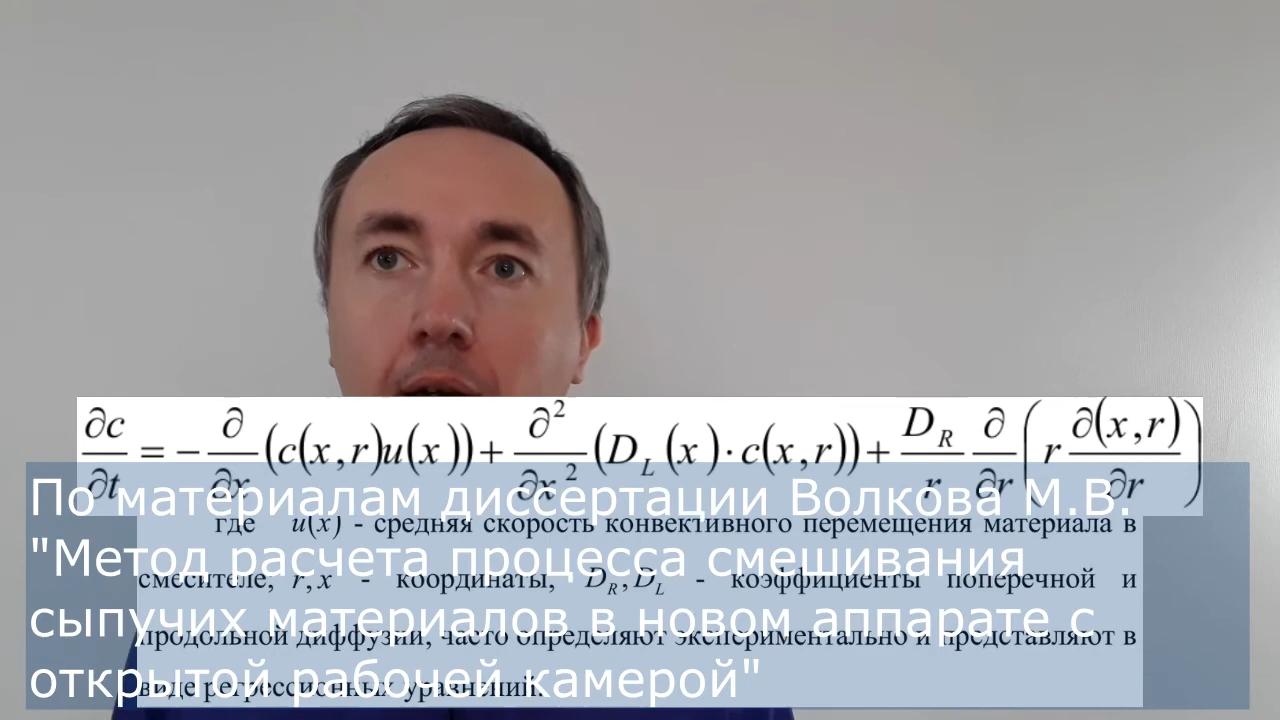 ∂c/∂t = −∂/∂x (c(x,r)u(x)) + ∂²/∂x² (D_L(x)·c(x,r)) + D_R/r ∂/∂r (r ∂(x,r)/∂r)
По материалам диссертации Волкова М.В.
"Метод расчета процесса смешивания
сыпучих материалов в новом аппарате с
открытой рабочей камерой"
где u(x) - средняя скорость конвективного перемещения материала в
смесителе; r, x - координаты, D_R, D_L - коэффициенты поперечной и
продольной диффузии, часто определяют экспериментально и представляют в
виде регрессионных уравнений.